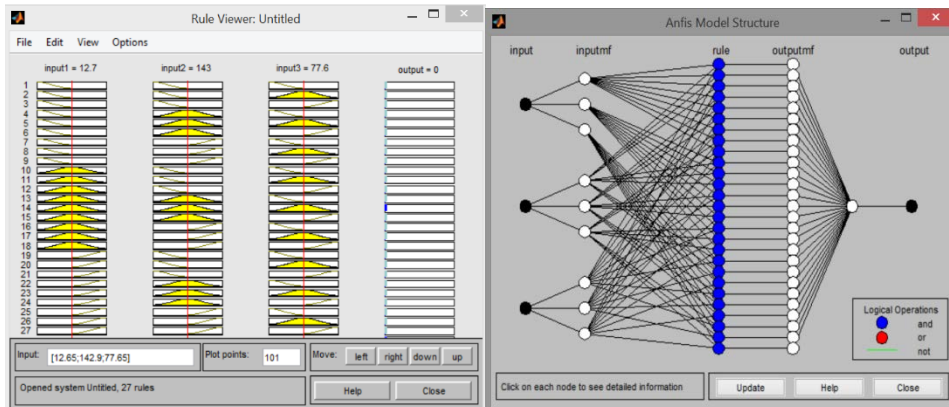 Rule Viewer: Untitled
File Edit View Options
input1 = 12.7
input2 = 143
input3 = 77.6
output = 0
1
2
3
4
5
6
7
8
9
10
11
12
13
14
15
16
17
18
19
20
21
22
23
24
25
26
27
Input: [12.65;142.9;77.65]
Plot points: 101
Move: left right down up
Opened system Untitled, 27 rules
Help Close
Anfis Model Structure
input inputmf rule outputmf output
Logical Operations
and
or
not
Click on each node to see detailed information
Update Help Close